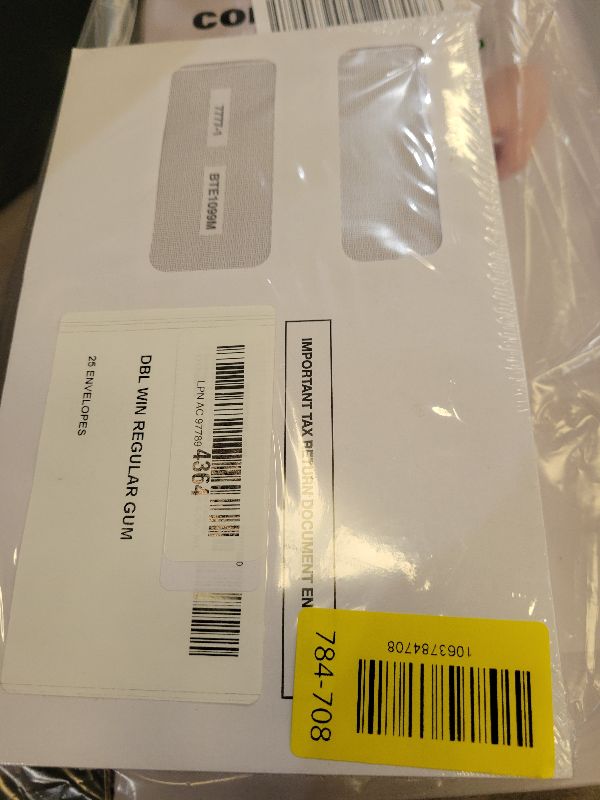 7777-1
BTE1099M
IMPORTANT TAX RETURN DOCUMENT EN
LPN AC 97789
4364
DBL WIN REGULAR GUM
25 ENVELOPES
1063784708
784-708